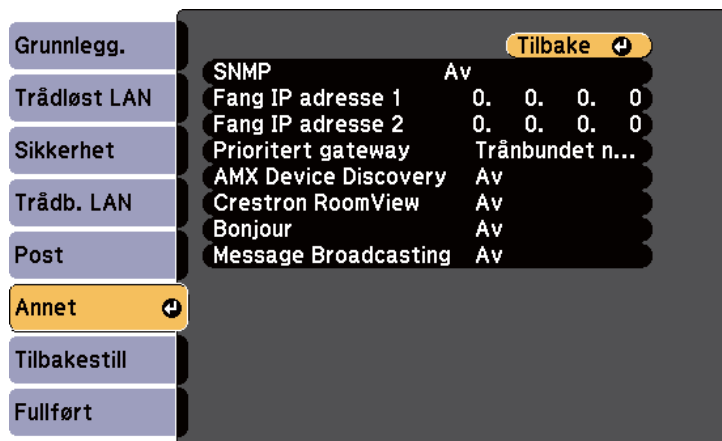 Grunnlegg.
Trådløst LAN
Sikkerhet
Trådb. LAN
Post
Annet
Tilbakestill
Fullført
Tilbake
SNMP Av
Fang IP adresse 1 0. 0. 0. 0
Fang IP adresse 2 0. 0. 0. 0
Prioritert gateway Trånbundet n...
AMX Device Discovery Av
Crestron RoomView Av
Bonjour Av
Message Broadcasting Av